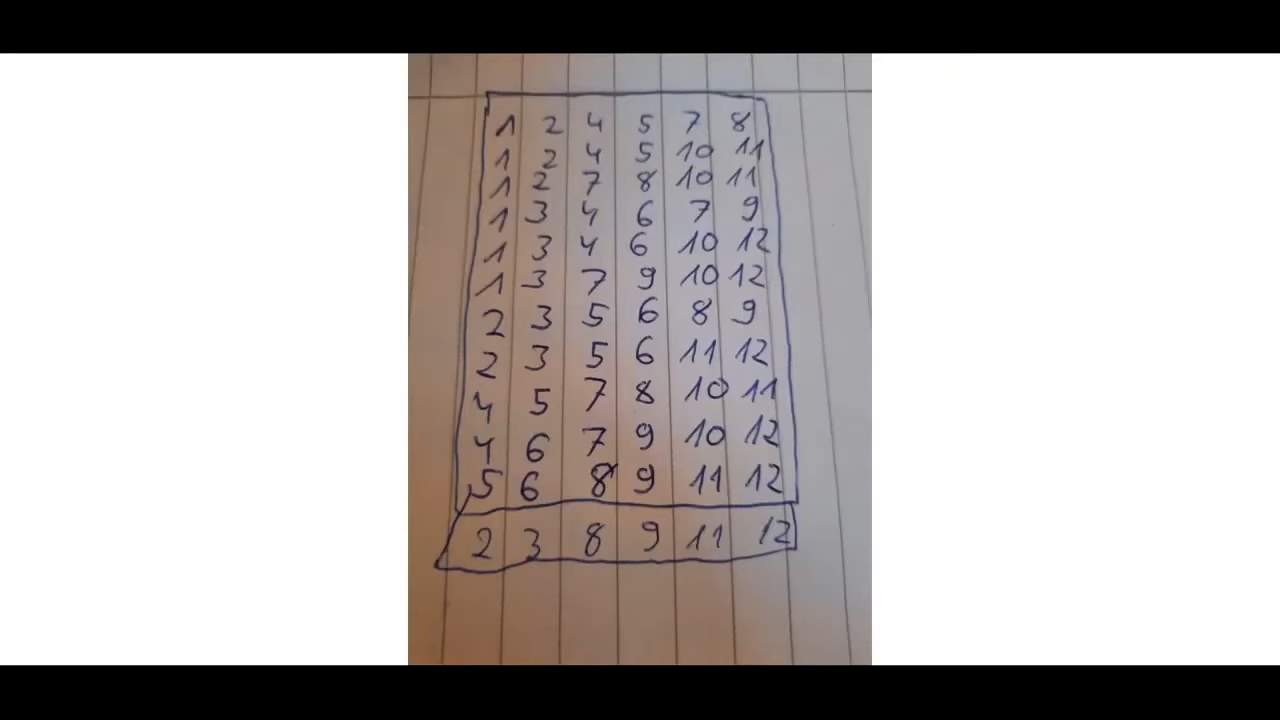 1 2 4 5 7 8
1 2 4 5 10 11
1 2 7 8 10 11
1 3 4 6 7 9
1 3 4 6 10 12
1 3 7 9 10 12
2 3 5 6 8 9
2 3 5 6 11 12
4 5 7 8 10 11
4 6 7 9 10 12
5 6 8 9 11 12
2 3 8 9 11 12